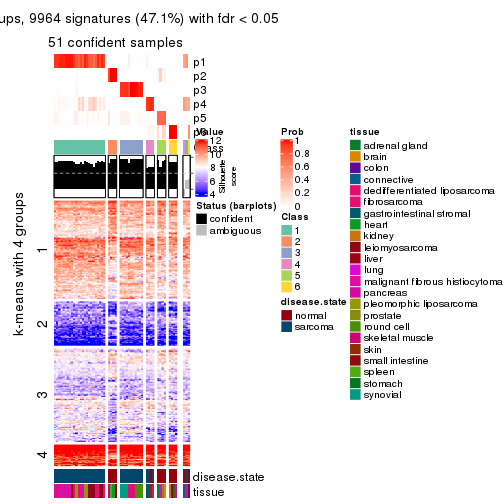 ups, 9964 signatures (47.1%) with fdr < 0.05
51 confident samples
p1
p2
p3
p4
p5
Value
12
10
8
6
4
Silhouette
score
Status (barplots)
confident
ambiguous
Prob
1
0.8
0.6
0.4
0.2
0
Class
1
2
3
4
5
6
disease.state
normal
sarcoma
tissue
adrenal gland
brain
colon
connective
dedifferentiated liposarcoma
fibrosarcoma
gastrointestinal stromal
heart
kidney
leiomyosarcoma
liver
lung
malignant fibrous histiocytoma
pancreas
pleomorphic liposarcoma
prostate
round cell
skeletal muscle
skin
small intestine
spleen
stomach
synovial
k-means with 4 groups
1
2
3
4
disease.state
tissue